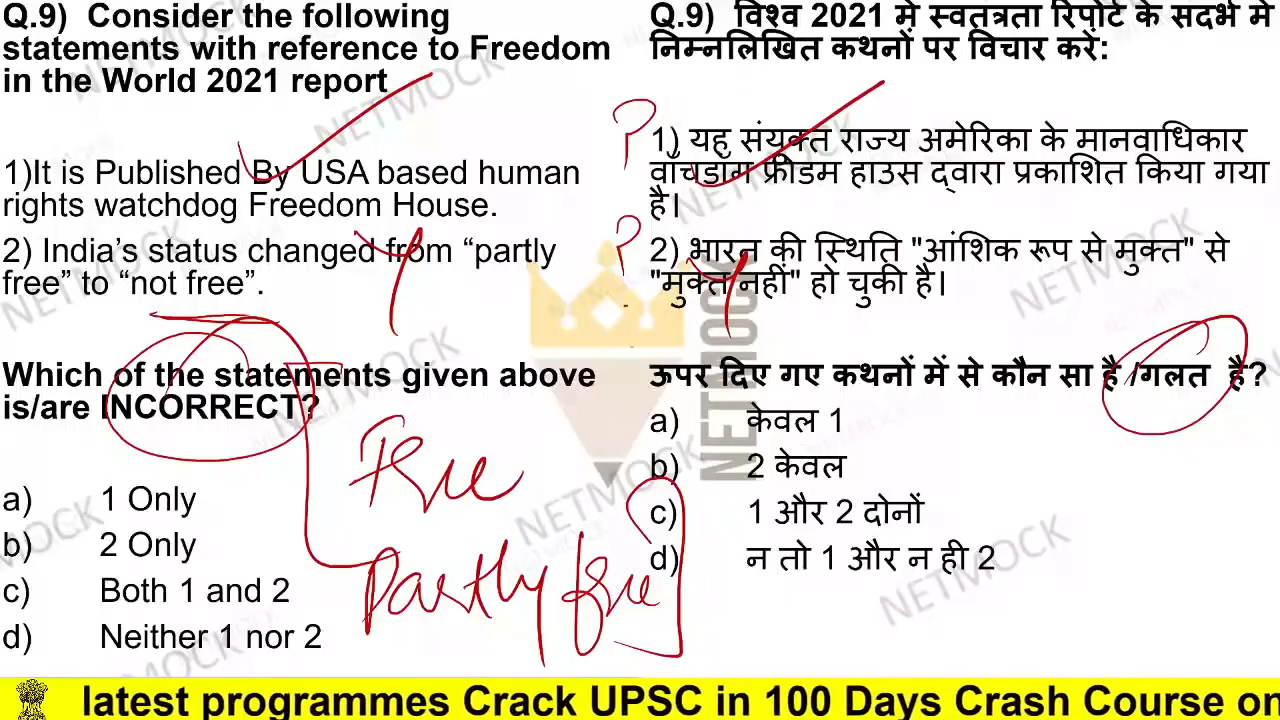 Q.9) Consider the following
statements with reference to Freedom
in the World 2021 report
1)It is Published By USA based human
rights watchdog Freedom House.
2) India's status changed from “partly
free” to “not free”.
Which of the statements given above
is/are INCORRECT?
a) 1 Only
b) 2 Only
c) Both 1 and 2
d) Neither 1 nor 2
Free
Partly free
Q.9) विश्व 2021 में स्वतंत्रता रिपोर्ट के संदर्भ में
निम्नलिखित कथनों पर विचार करें:
? 1) यह संयुक्त राज्य अमेरिका के मानवाधिकार
वॉचडॉग फ्रीडम हाउस द्वारा प्रकाशित किया गया
है।
? 2) भारत की स्थिति "आंशिक रूप से मुक्त" से
"मुक्त नहीं" हो चुकी है।
ऊपर दिए गए कथनों में से कौन सा है /गलत है?
a) केवल 1
b) 2 केवल
c) 1 और 2 दोनों
d) न तो 1 और न ही 2
NETMOCK
latest programmes Crack UPSC in 100 Days Crash Course on